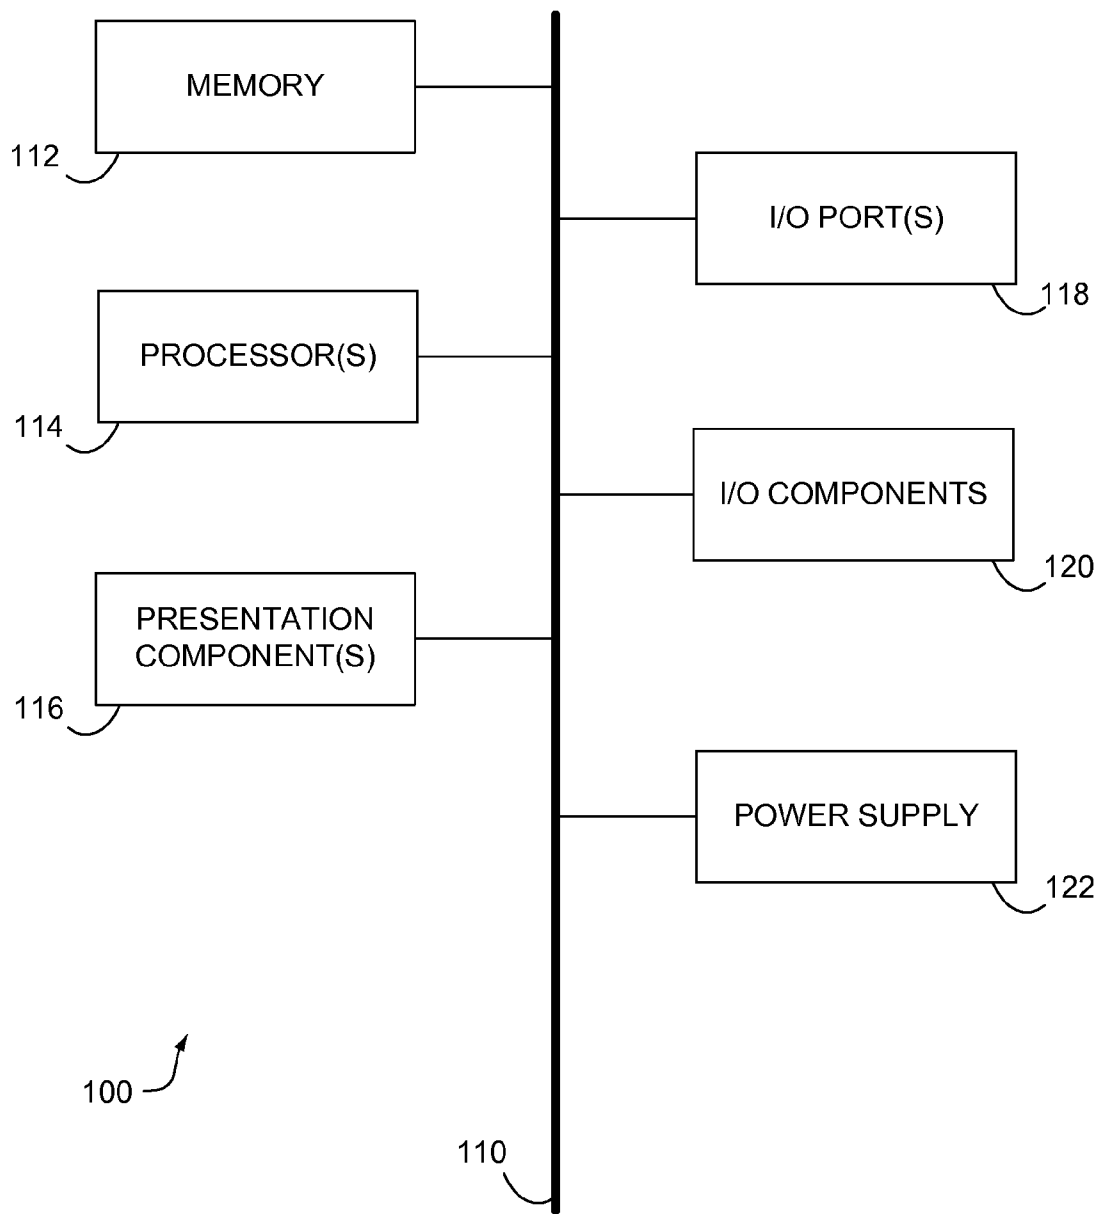 MEMORY
112
I/O PORT(S)
118
PROCESSOR(S)
114
I/O COMPONENTS
120
PRESENTATION
COMPONENT(S)
116
POWER SUPPLY
122
100
110